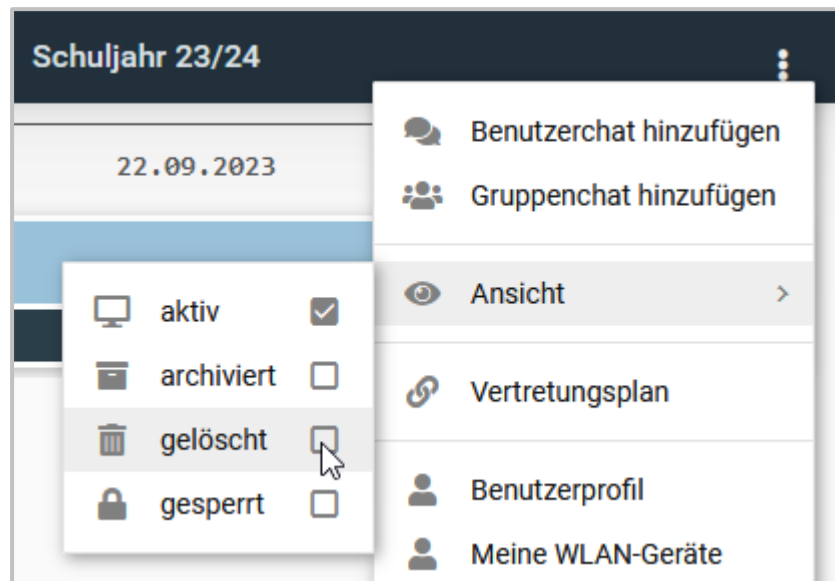 Schuljahr 23/24
22.09.2023
Benutzerchat hinzufügen
Gruppenchat hinzufügen
Ansicht
aktiv
archiviert
gelöscht
gesperrt
Vertretungsplan
Benutzerprofil
Meine WLAN-Geräte